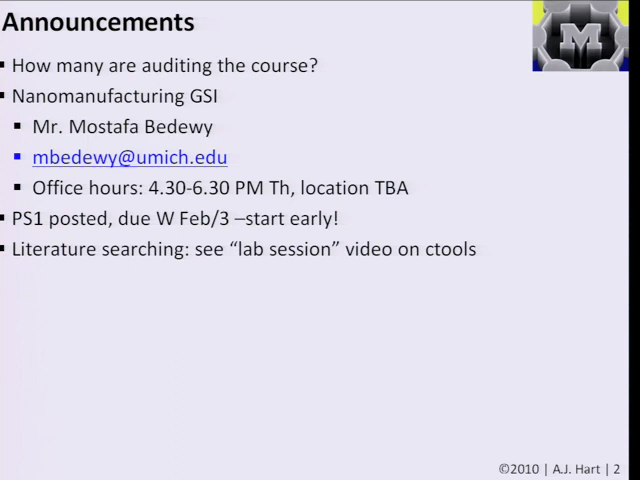 Announcements
How many are auditing the course?
Nanomanufacturing GSI
Mr. Mostafa Bedewy
mbedewy@umich.edu
Office hours: 4.30-6.30 PM Th, location TBA
PS1 posted, due W Feb/3 –start early!
Literature searching: see “lab session” video on ctools
M
©2010 | A.J. Hart | 2